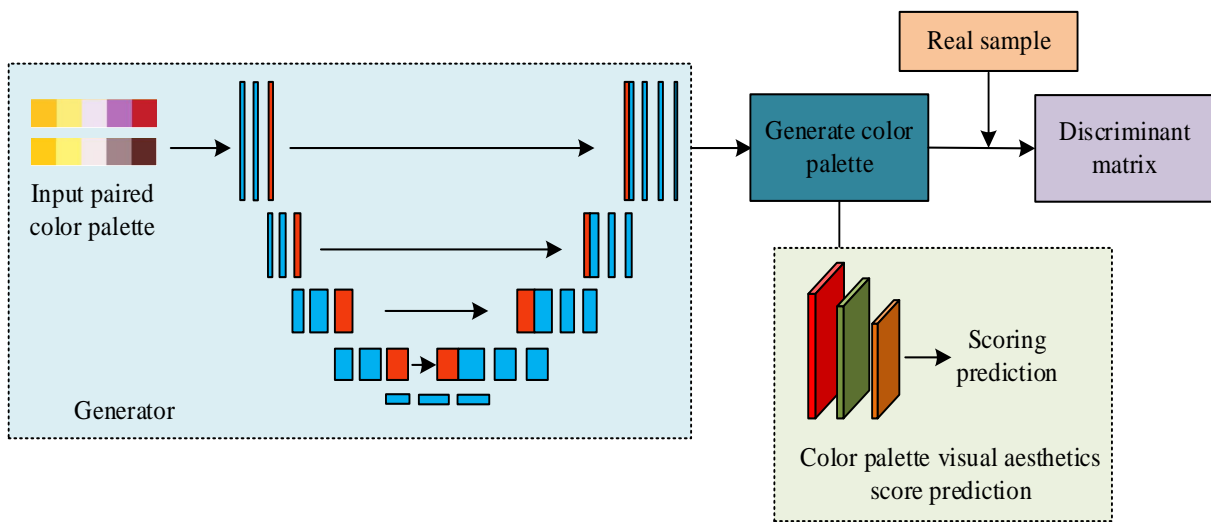 Real sample
Input paired
color palette
Generate color
palette
Discriminant
matrix
Generator
Scoring
prediction
Color palette visual aesthetics
score prediction